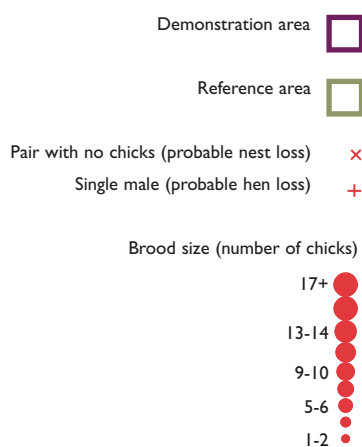 Demonstration area
Reference area
Pair with no chicks (probable nest loss)
Single male (probable hen loss)
Brood size (number of chicks)
17+
13-14
9-10
5-6
1-2